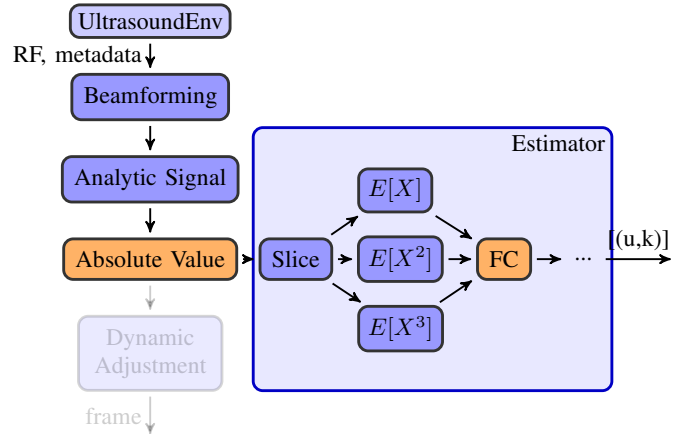 UltrasoundEnv
RF, metadata
Beamforming
Estimator
Analytic Signal
E[X]
[(u,k)]
Absolute Value
Slice
E[X²]
FC
...
E[X³]
Dynamic
Adjustment
frame